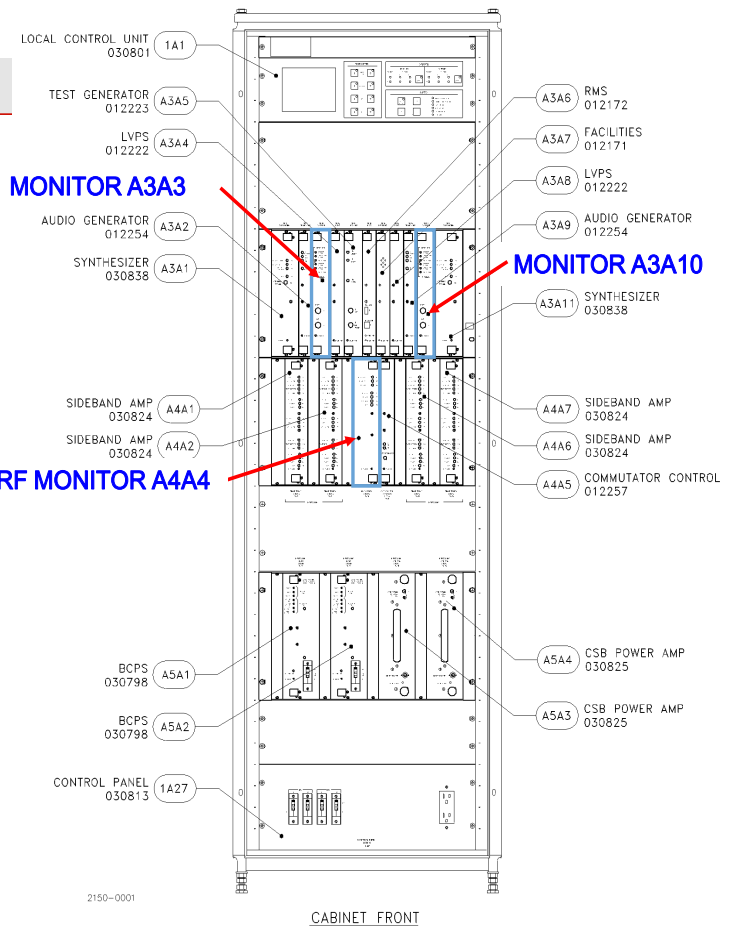 LOCAL CONTROL UNIT
030801
1A1
TEST GENERATOR
012223
A3A5
LVPS
012222
A3A4
MONITOR A3A3
AUDIO GENERATOR
012254
A3A2
SYNTHESIZER
030838
A3A1
SIDEBAND AMP
030824
A4A1
SIDEBAND AMP
030824
A4A2
RF MONITOR A4A4
BCPS
030798
A5A1
BCPS
030798
A5A2
CONTROL PANEL
030813
1A27
A3A6
RMS
012172
A3A7
FACILITIES
012171
A3A8
LVPS
012222
A3A9
AUDIO GENERATOR
012254
MONITOR A3A10
A3A11
SYNTHESIZER
030838
A4A7
SIDEBAND AMP
030824
A4A6
SIDEBAND AMP
030824
A4A5
COMMUTATOR CONTROL
012257
A5A4
CSB POWER AMP
030825
A5A3
CSB POWER AMP
030825
2150-0001
CABINET FRONT